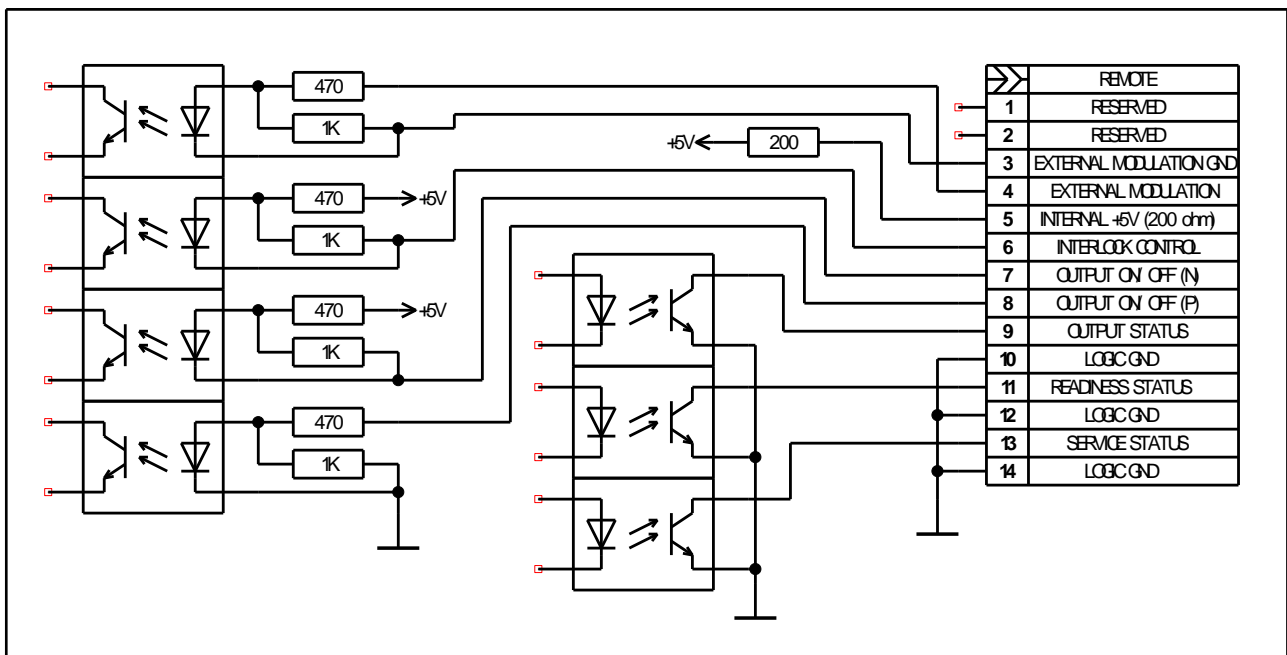 470
1K
470
+5V
1K
470
+5V
1K
470
1K
+5V
200
REMOTE
1 RESERVED
2 RESERVED
3 EXTERNAL MODULATION GND
4 EXTERNAL MODULATION
5 INTERNAL +5V (200 ohm)
6 INTERLOCK CONTROL
7 OUTPUT ON/ OFF (N)
8 OUTPUT ON/ OFF (P)
9 OUTPUT STATUS
10 LOGIC GND
11 READINESS STATUS
12 LOGIC GND
13 SERVICE STATUS
14 LOGIC GND